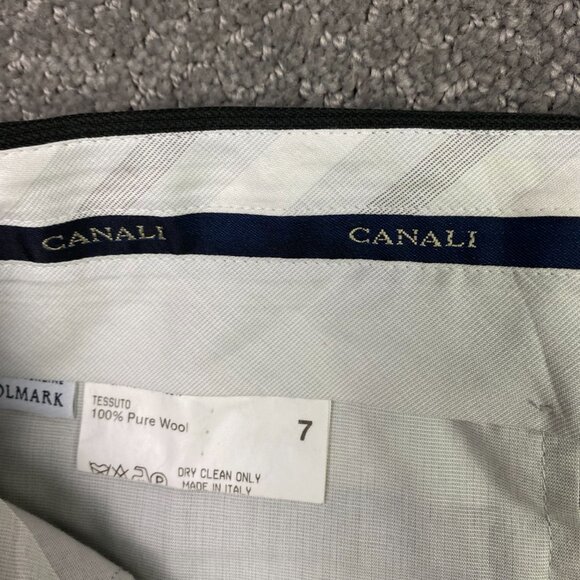 CANALI CANALI
OLMARK
TESSUTO
100% Pure Wool
7
P
DRY CLEAN ONLY
MADE IN ITALY